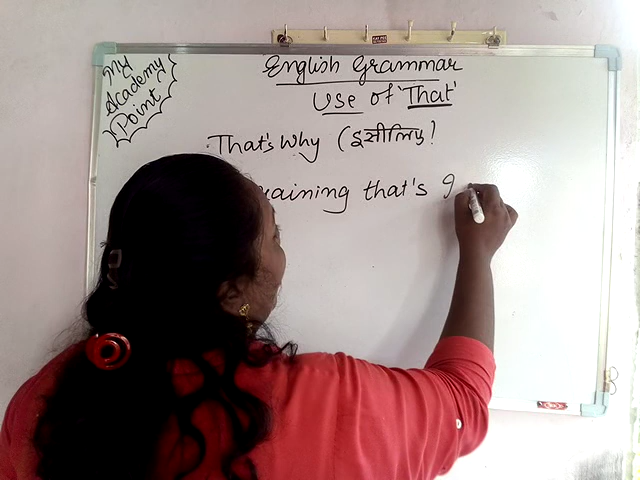 My
Academy
Point
English Grammar
Use of 'That'
That's Why (इसीलिए)
raining that's I